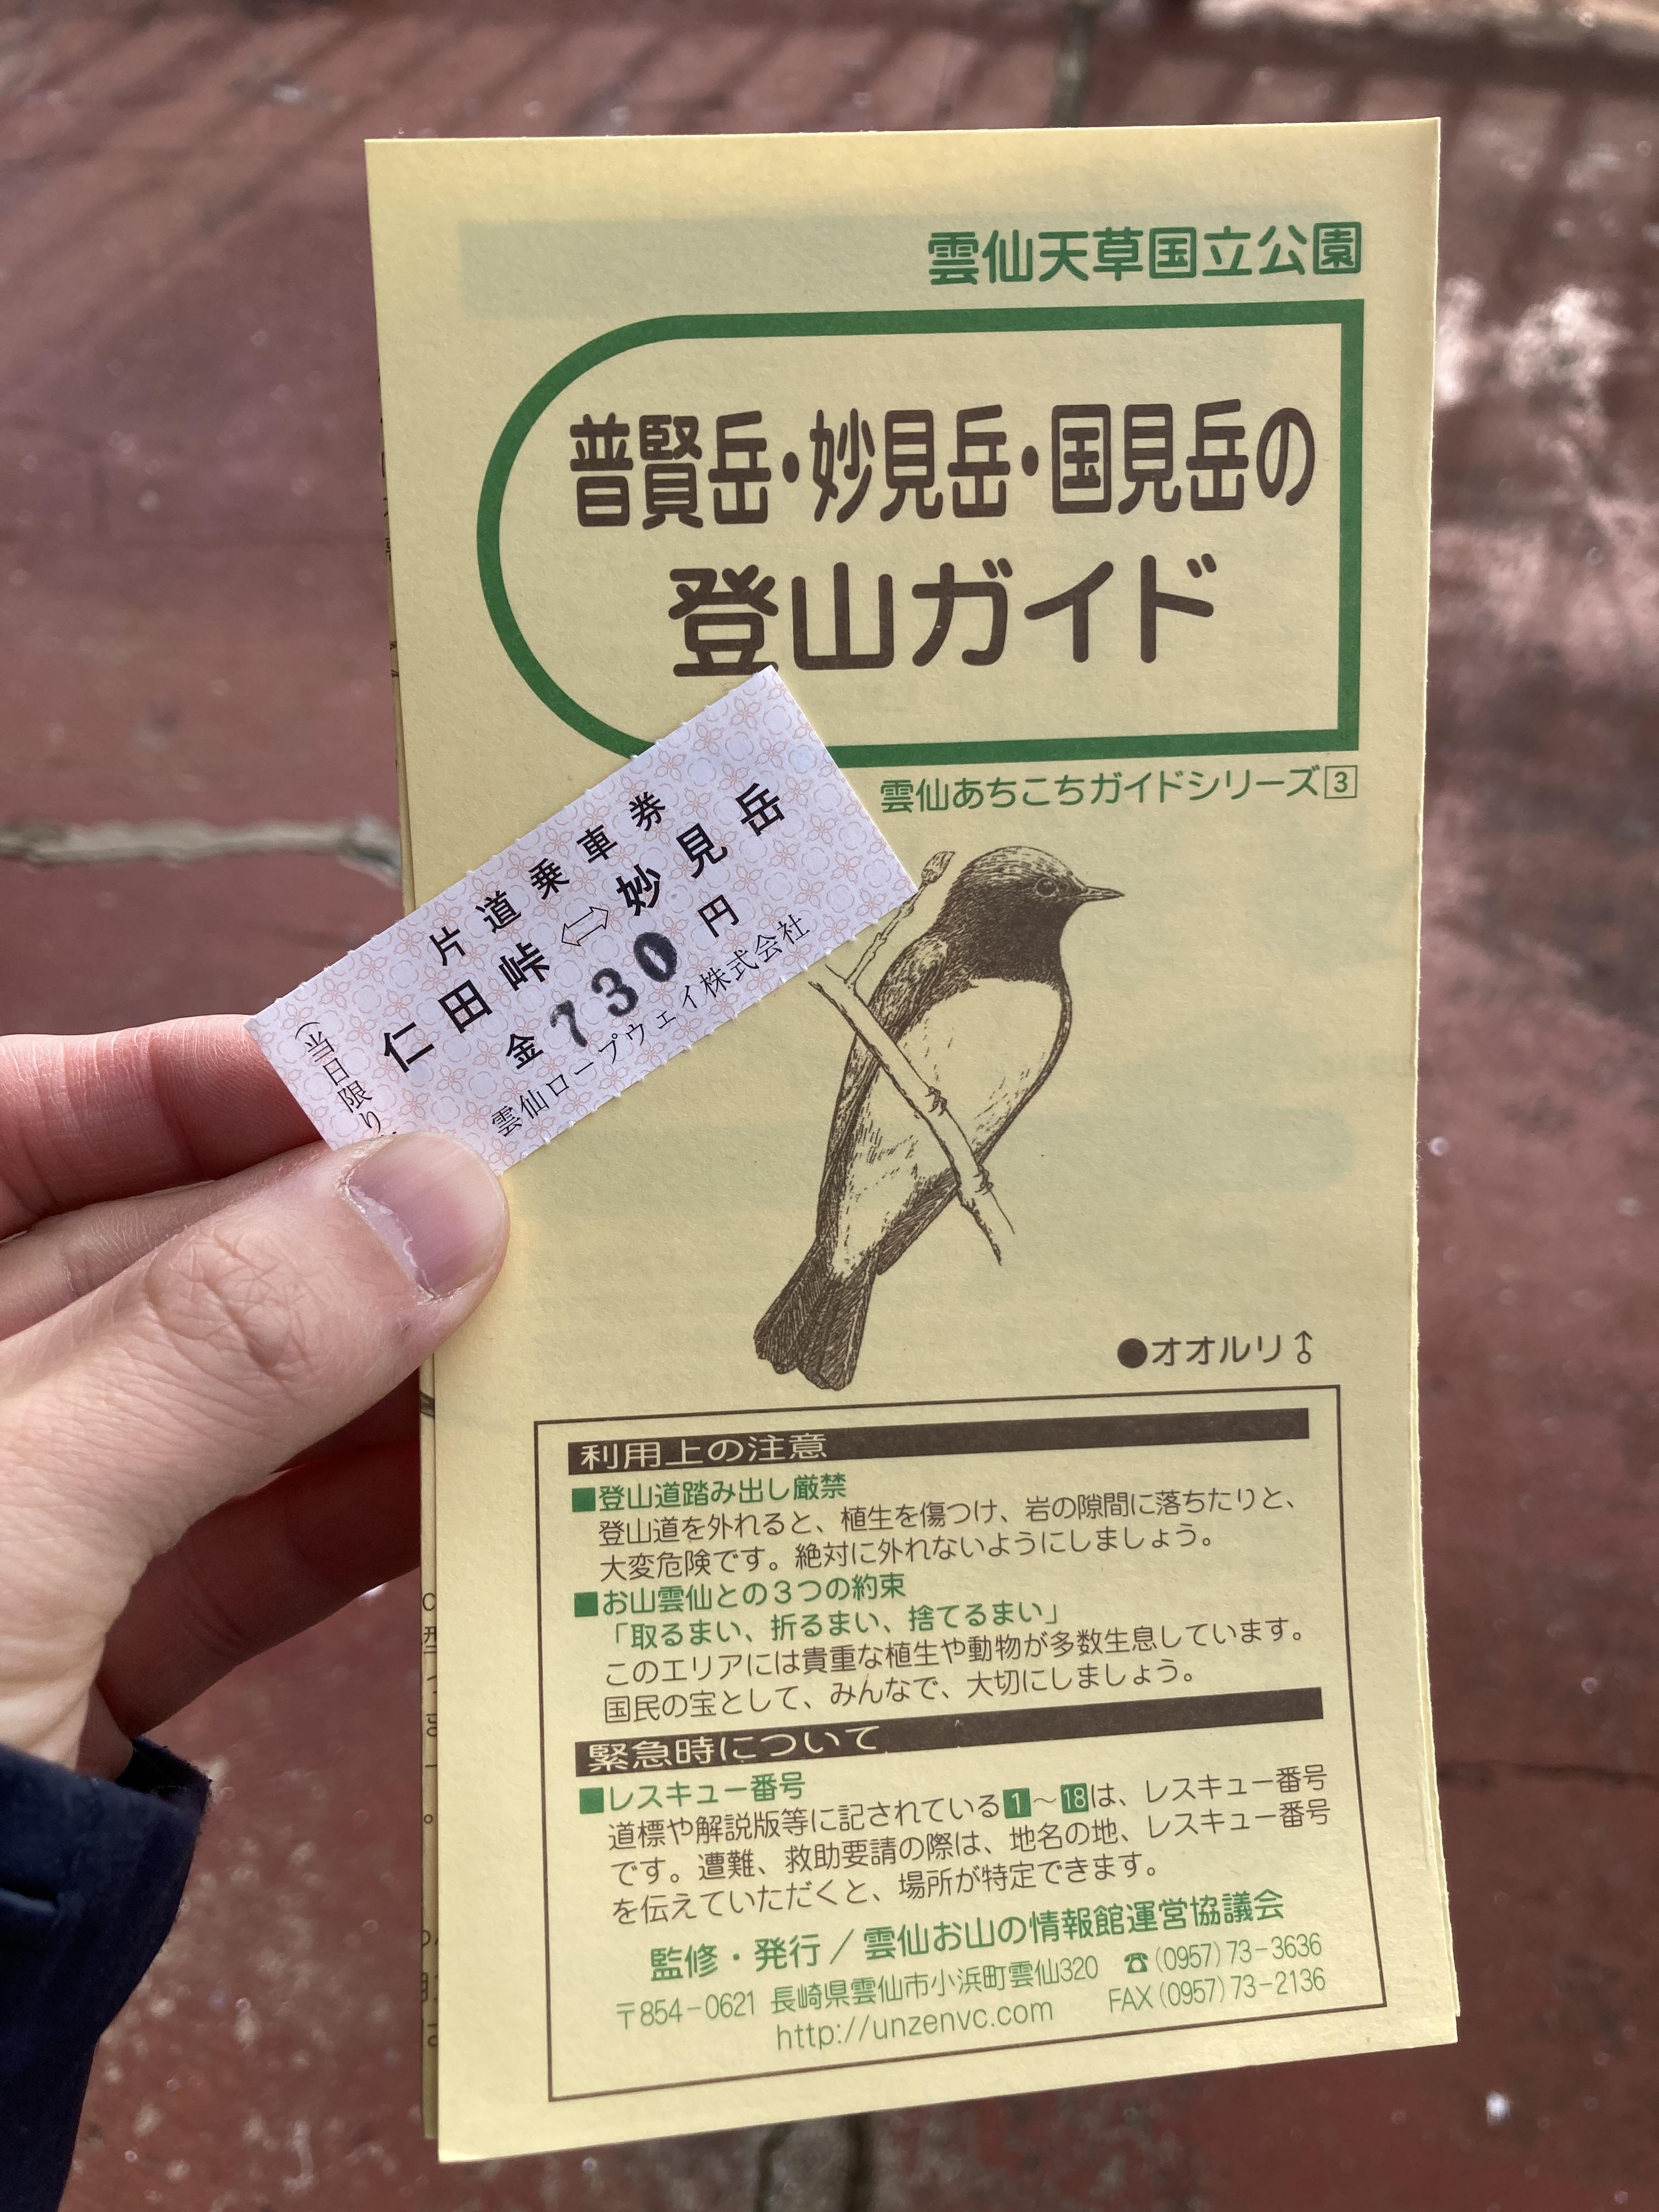 雲仙天草国立公園
普賢岳・妙見岳・国見岳の
登山ガイド
雲仙あちこちガイドシリーズ3
片道乗車券
仁田峠⇔妙見岳
金730円
雲仙ロープウェイ株式会社
(当日限り
●オオルリ♂
利用上の注意
■登山道踏み出し厳禁
登山道を外れると、植生を傷つけ、岩の隙間に落ちたりと、
大変危険です。絶対に外れないようにしましょう。
■お山雲仙との3つの約束
「取るまい、折るまい、捨てるまい」
このエリアには貴重な植生や動物が多数生息しています。
国民の宝として、みんなで、大切にしましょう。
緊急時について
■レスキュー番号
道標や解説版等に記されている1〜18は、レスキュー番号
です。遭難、救助要請の際は、地名の地、レスキュー番号
を伝えていただくと、場所が特定できます。
監修・発行/雲仙お山の情報館運営協議会
〒854-0621 長崎県雲仙市小浜町雲仙320 ☎(0957)73-3636
http://unzenvc.com FAX(0957)73-2136